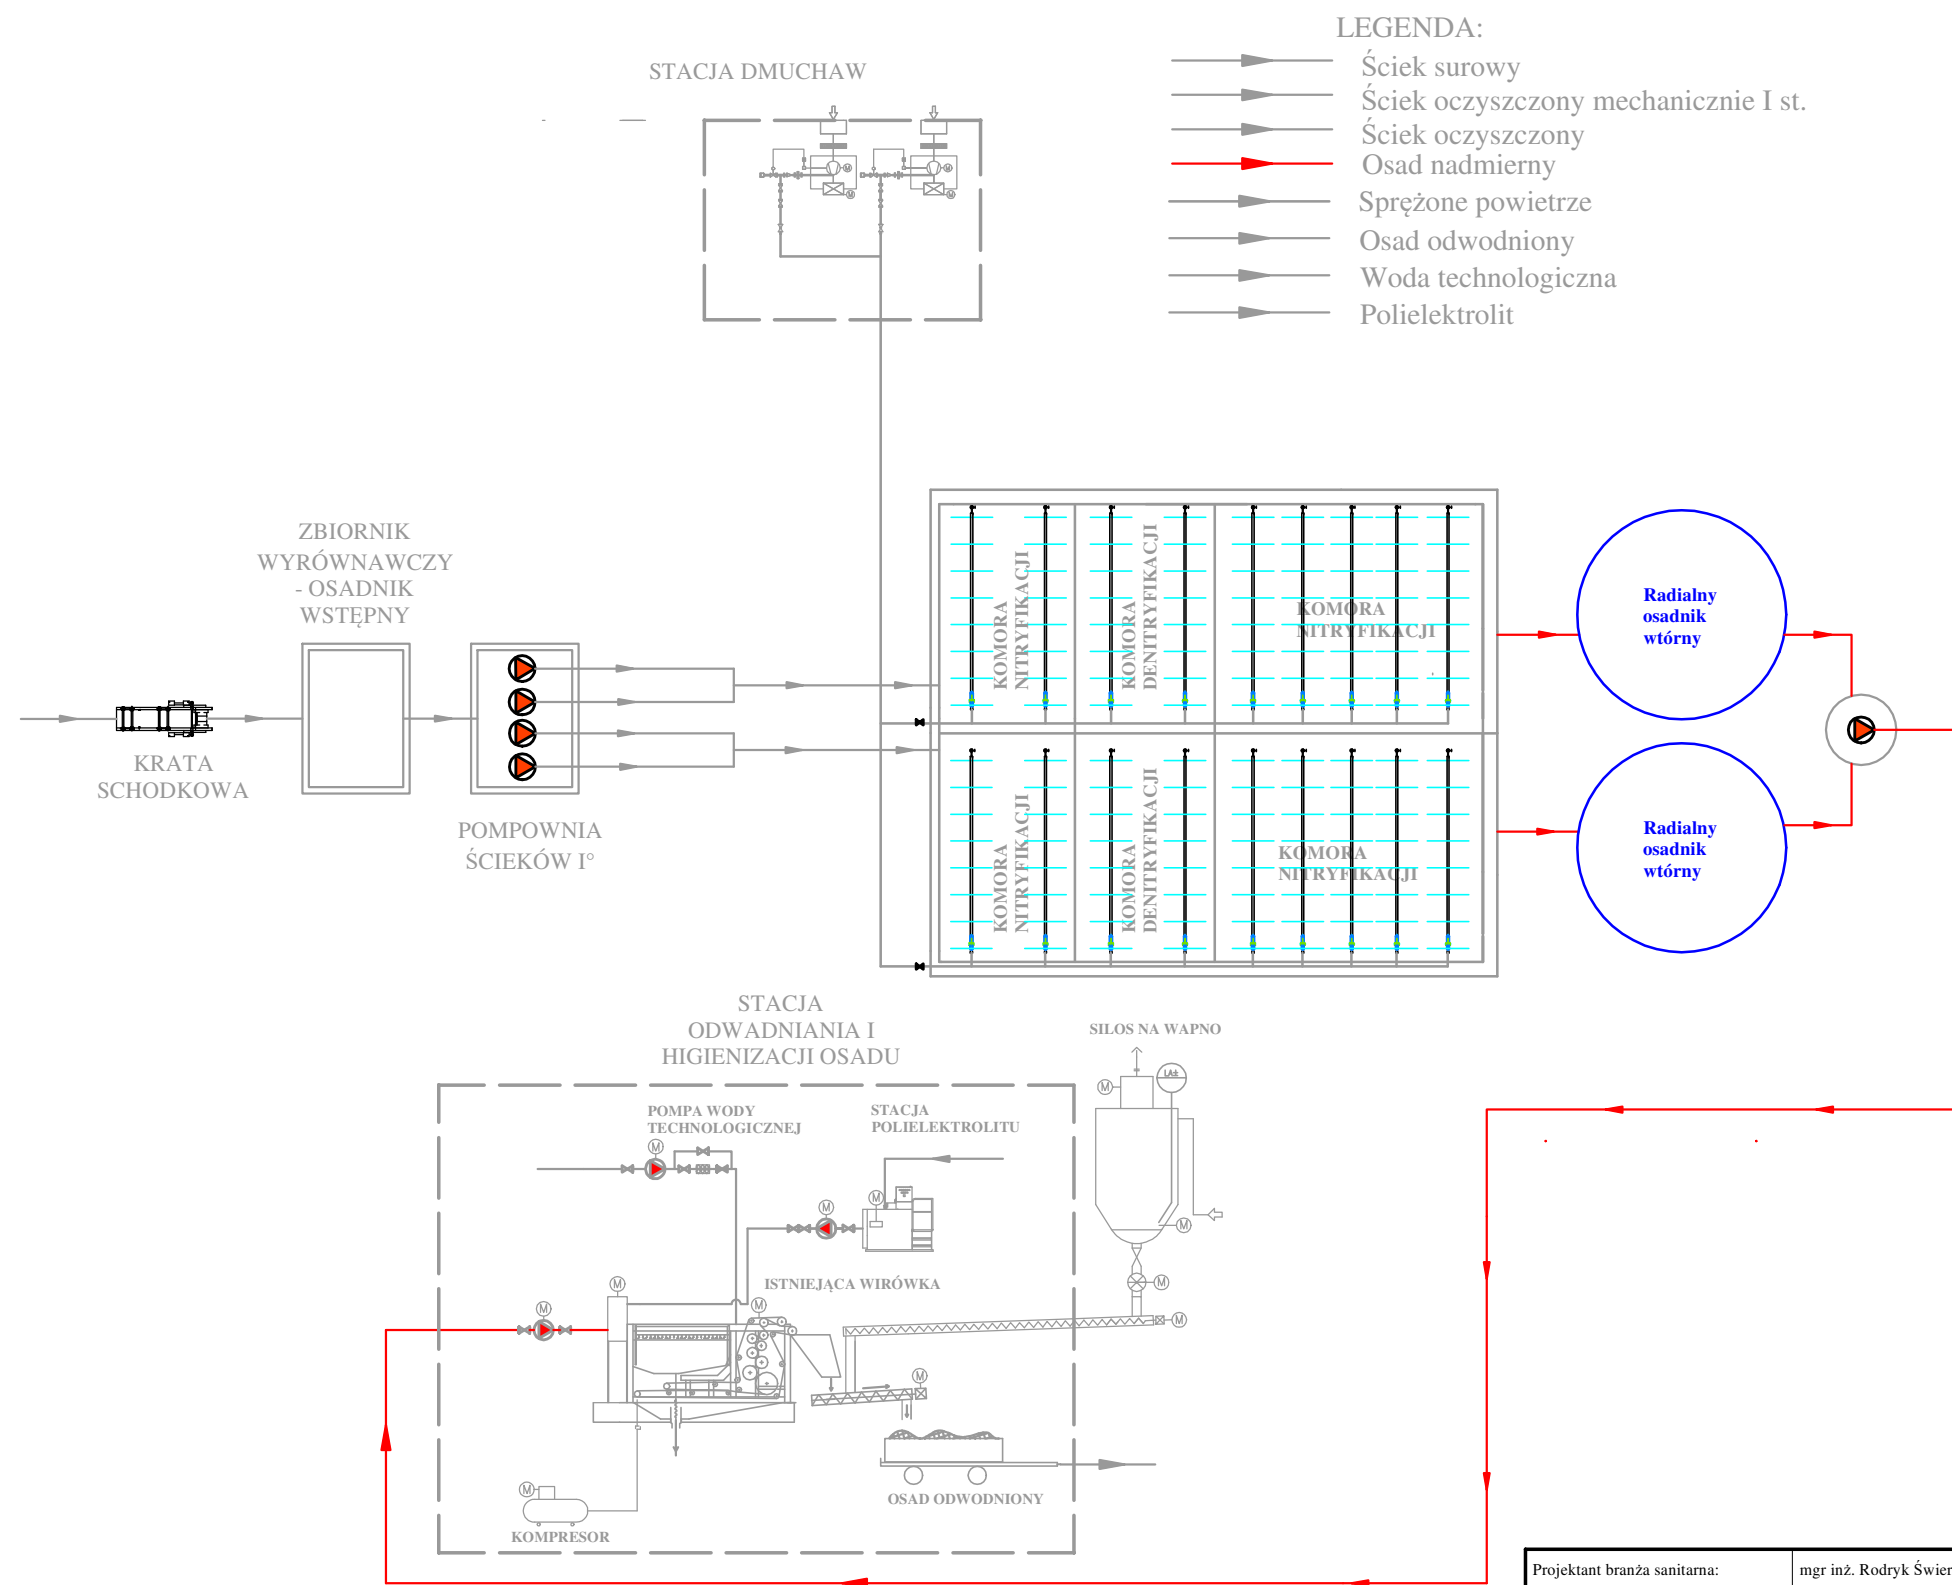 LEGENDA:
Ściek surowy
Ściek oczyszczony mechanicznie I st.
Ściek oczyszczony
Osad nadmierny
Sprężone powietrze
Osad odwodniony
Woda technologiczna
Polielektrolit
STACJA DMUCHAW
M
M
M
M
ZBIORNIK
WYRÓWNAWCZY
- OSADNIK
WSTĘPNY
KRATA
SCHODKOWA
POMPOWNIA
ŚCIEKÓW I°
KOMORA
NITRYFIKACJI
KOMORA
DENITRYFIKACJI
KOMORA
NITRYFIKACJI
KOMORA
NITRYFIKACJI
KOMORA
DENITRYFIKACJI
KOMORA
NITRYFIKACJI
Radialny
osadnik
wtórny
Radialny
osadnik
wtórny
STACJA
ODWADNIANIA I
HIGIENIZACJI OSADU
SILOS NA WAPNO
M
LA±
M
M
M
POMPA WODY
TECHNOLOGICZNEJ
M
STACJA
POLIELEKTROLITU
M
M
ISTNIEJĄCA WIRÓWKA
M
M
M
M
M
KOMPRESOR
OSAD ODWODNIONY
Projektant branża sanitarna:
mgr inż. Rodryk